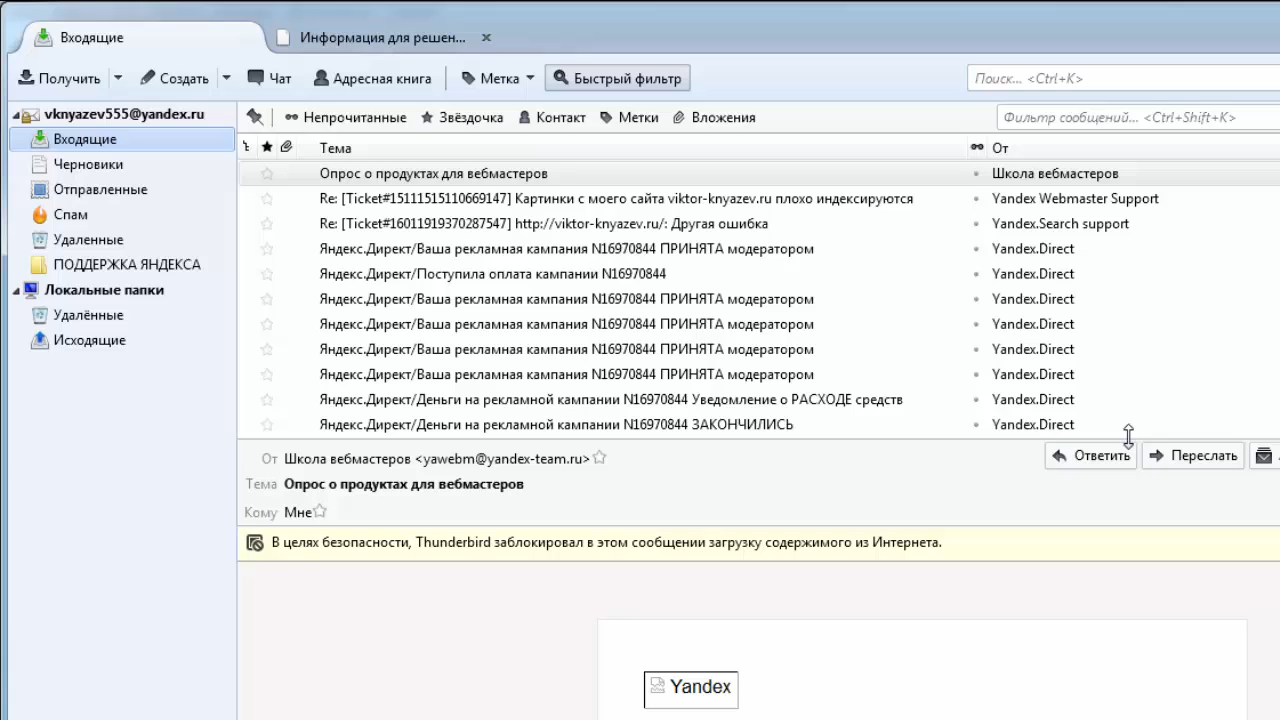 Входящие
Информация для решен...
Получить
Создать
Чат
Адресная книга
Метка
Быстрый фильтр
Поиск... <Ctrl+K>
vknyazev555@yandex.ru
Входящие
Черновики
Отправленные
Спам
Удаленные
ПОДДЕРЖКА ЯНДЕКСА
Локальные папки
Удалённые
Исходящие
Непрочитанные
Звёздочка
Контакт
Метки
Вложения
Фильтр сообщений... <Ctrl+Shift+K>
Тема От
Опрос о продуктах для вебмастеров Школа вебмастеров
Re: [Ticket#15111515110669147] Картинки с моего сайта viktor-knyazev.ru плохо индексируются Yandex Webmaster Support
Re: [Ticket#16011919370287547] http://viktor-knyazev.ru/: Другая ошибка Yandex.Search support
Яндекс.Директ/Ваша рекламная кампании N16970844 ПРИНЯТА модератором Yandex.Direct
Яндекс.Директ/Поступила оплата кампании N16970844 Yandex.Direct
Яндекс.Директ/Ваша рекламная кампании N16970844 ПРИНЯТА модератором Yandex.Direct
Яндекс.Директ/Ваша рекламная кампании N16970844 ПРИНЯТА модератором Yandex.Direct
Яндекс.Директ/Ваша рекламная кампании N16970844 ПРИНЯТА модератором Yandex.Direct
Яндекс.Директ/Ваша рекламная кампании N16970844 ПРИНЯТА модератором Yandex.Direct
Яндекс.Директ/Деньги на рекламной кампании N16970844 Уведомление о РАСХОДЕ средств Yandex.Direct
Яндекс.Директ/Деньги на рекламной кампании N16970844 ЗАКОНЧИЛИСЬ Yandex.Direct
От Школа вебмастеров <yawebm@yandex-team.ru>
Ответить
Переслать
Тема Опрос о продуктах для вебмастеров
Кому Мне
В целях безопасности, Thunderbird заблокировал в этом сообщении загрузку содержимого из Интернета.
Yandex